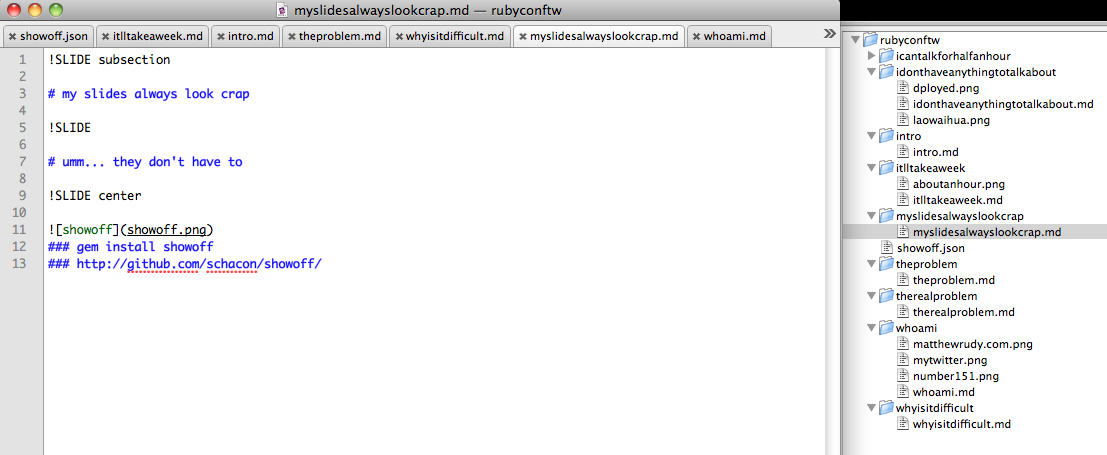 myslidesalwayslookcrap.md — rubyconftw
showoff.json itlltakeaweek.md intro.md theproblem.md whyisitdifficult.md myslidesalwayslookcrap.md whoami.md »
1 !SLIDE subsection
2
3 # my slides always look crap
4
5 !SLIDE
6
7 # umm... they don't have to
8
9 !SLIDE center
10
11 ![showoff](showoff.png)
12 ### gem install showoff
13 ### http://github.com/schacon/showoff/
rubyconftw
icantalkforhalfanhour
idonthaveanythingtotalkabout
dployed.png
idonthaveanythingtotalkabout.md
laowaihua.png
intro
intro.md
itlltakeaweek
aboutanhour.png
itlltakeaweek.md
myslidesalwayslookcrap
myslidesalwayslookcrap.md
showoff.json
theproblem
theproblem.md
therealproblem
therealproblem.md
whoami
matthewrudy.com.png
mytwitter.png
number151.png
whoami.md
whyisitdifficult
whyisitdifficult.md